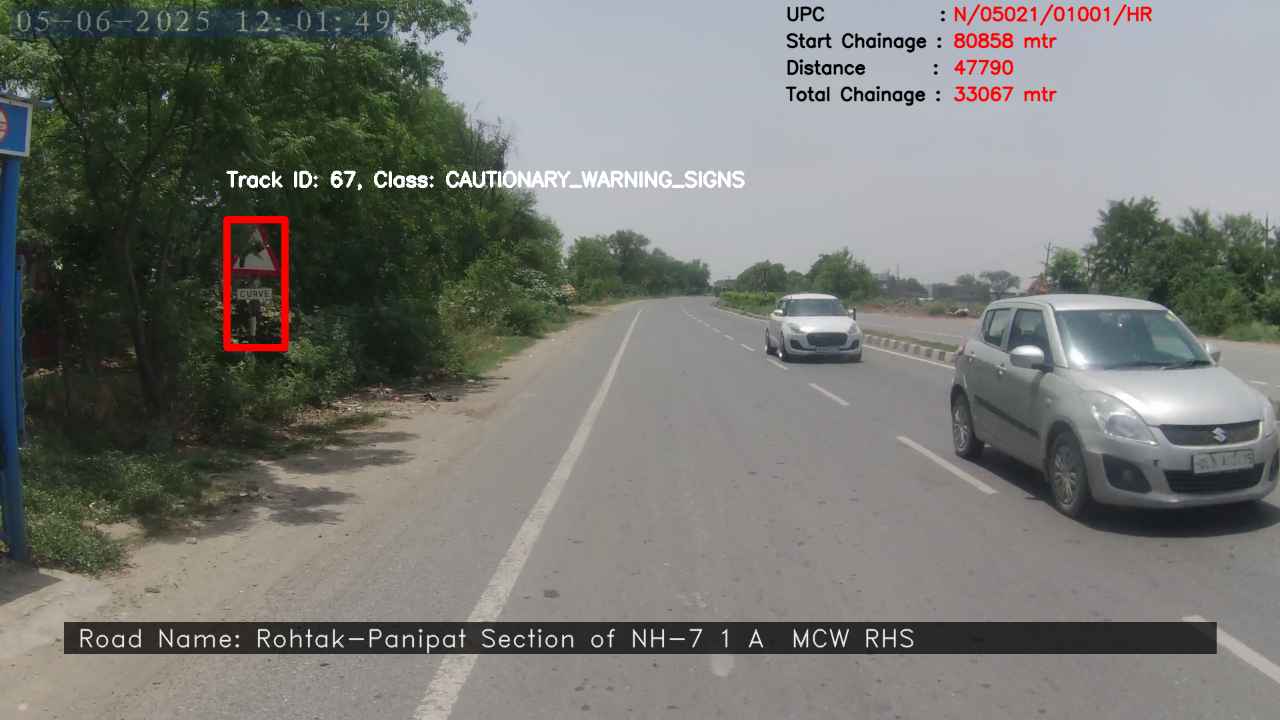 05-06-2025 12:01:49
UPC : N/05021/01001/HR
Start Chainage : 80858 mtr
Distance : 47790
Total Chainage : 33067 mtr
Track ID: 67, Class: CAUTIONARY_WARNING_SIGNS
CURVE
Road Name: Rohtak-Panipat Section of NH-7 1 A MCW RHS